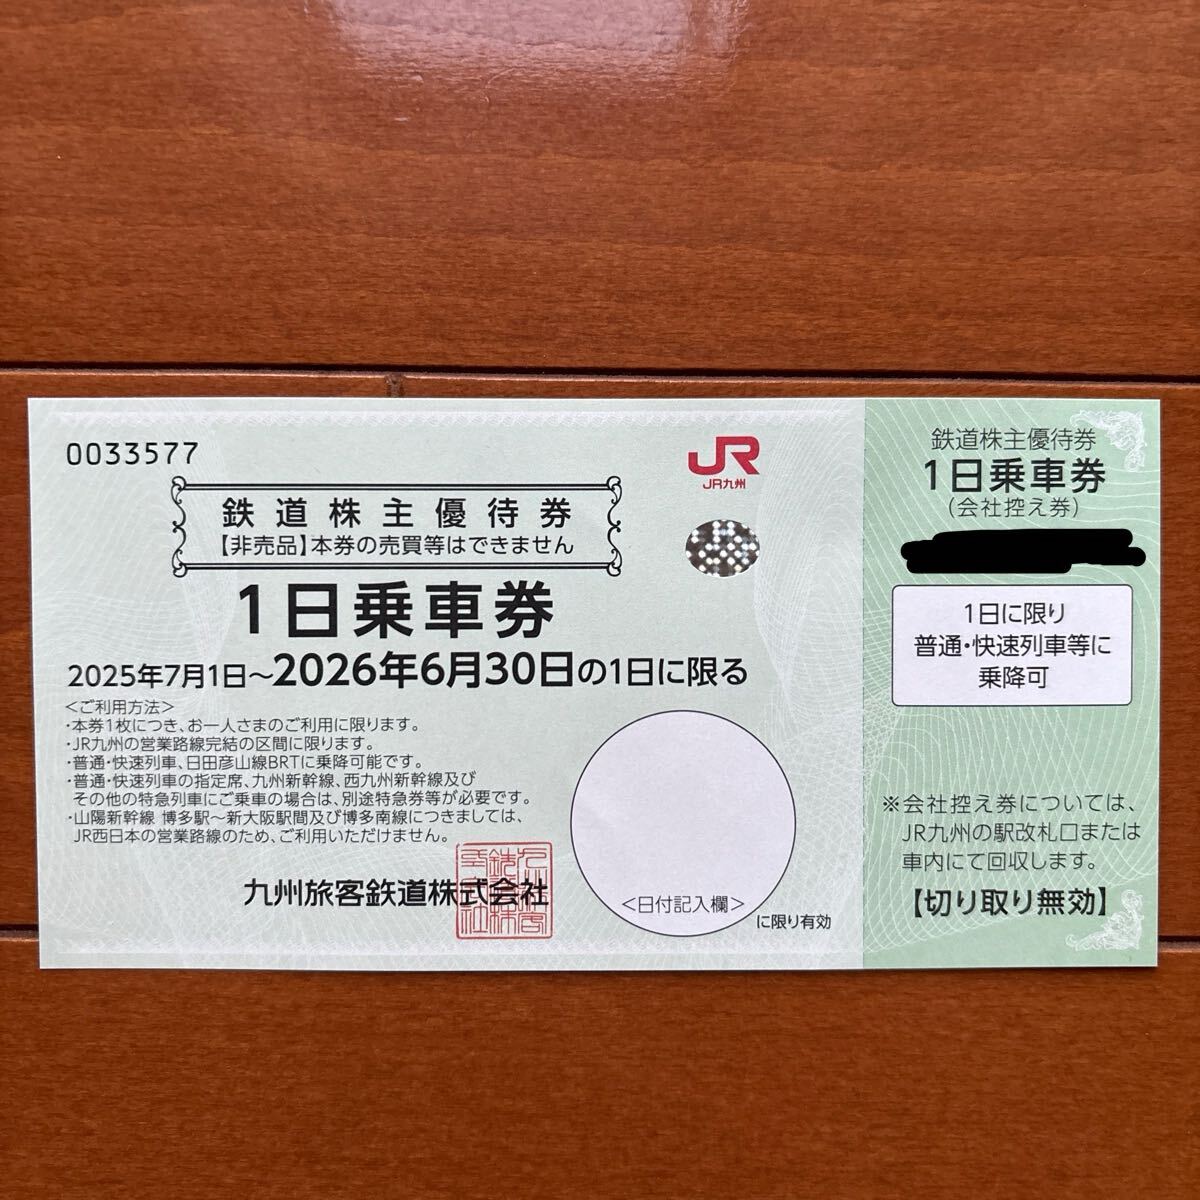 0033577
JR
JR九州
鉄道株主優待券
【非売品】本券の売買等はできません
1日乗車券
2025年7月1日～2026年6月30日の1日に限る
＜ご利用方法＞
・本券1枚につき、お一人さまのご利用に限ります。
・JR九州の営業路線完結の区間に限ります。
・普通・快速列車、日田彦山線BRTに乗降可能です。
・普通・快速列車の指定席、九州新幹線、西九州新幹線及び
その他の特急列車にご乗車の場合は、別途特急券等が必要です。
・山陽新幹線 博多駅～新大阪駅間及び博多南線につきましては、
JR西日本の営業路線のため、ご利用いただけません。
九州旅客鉄道株式会社
＜日付記入欄＞
に限り有効
鉄道株主優待券
1日乗車券
(会社控え券)
1日に限り
普通・快速列車等に
乗降可
※会社控え券については、
JR九州の駅改札口または
車内にて回収します。
【切り取り無効】